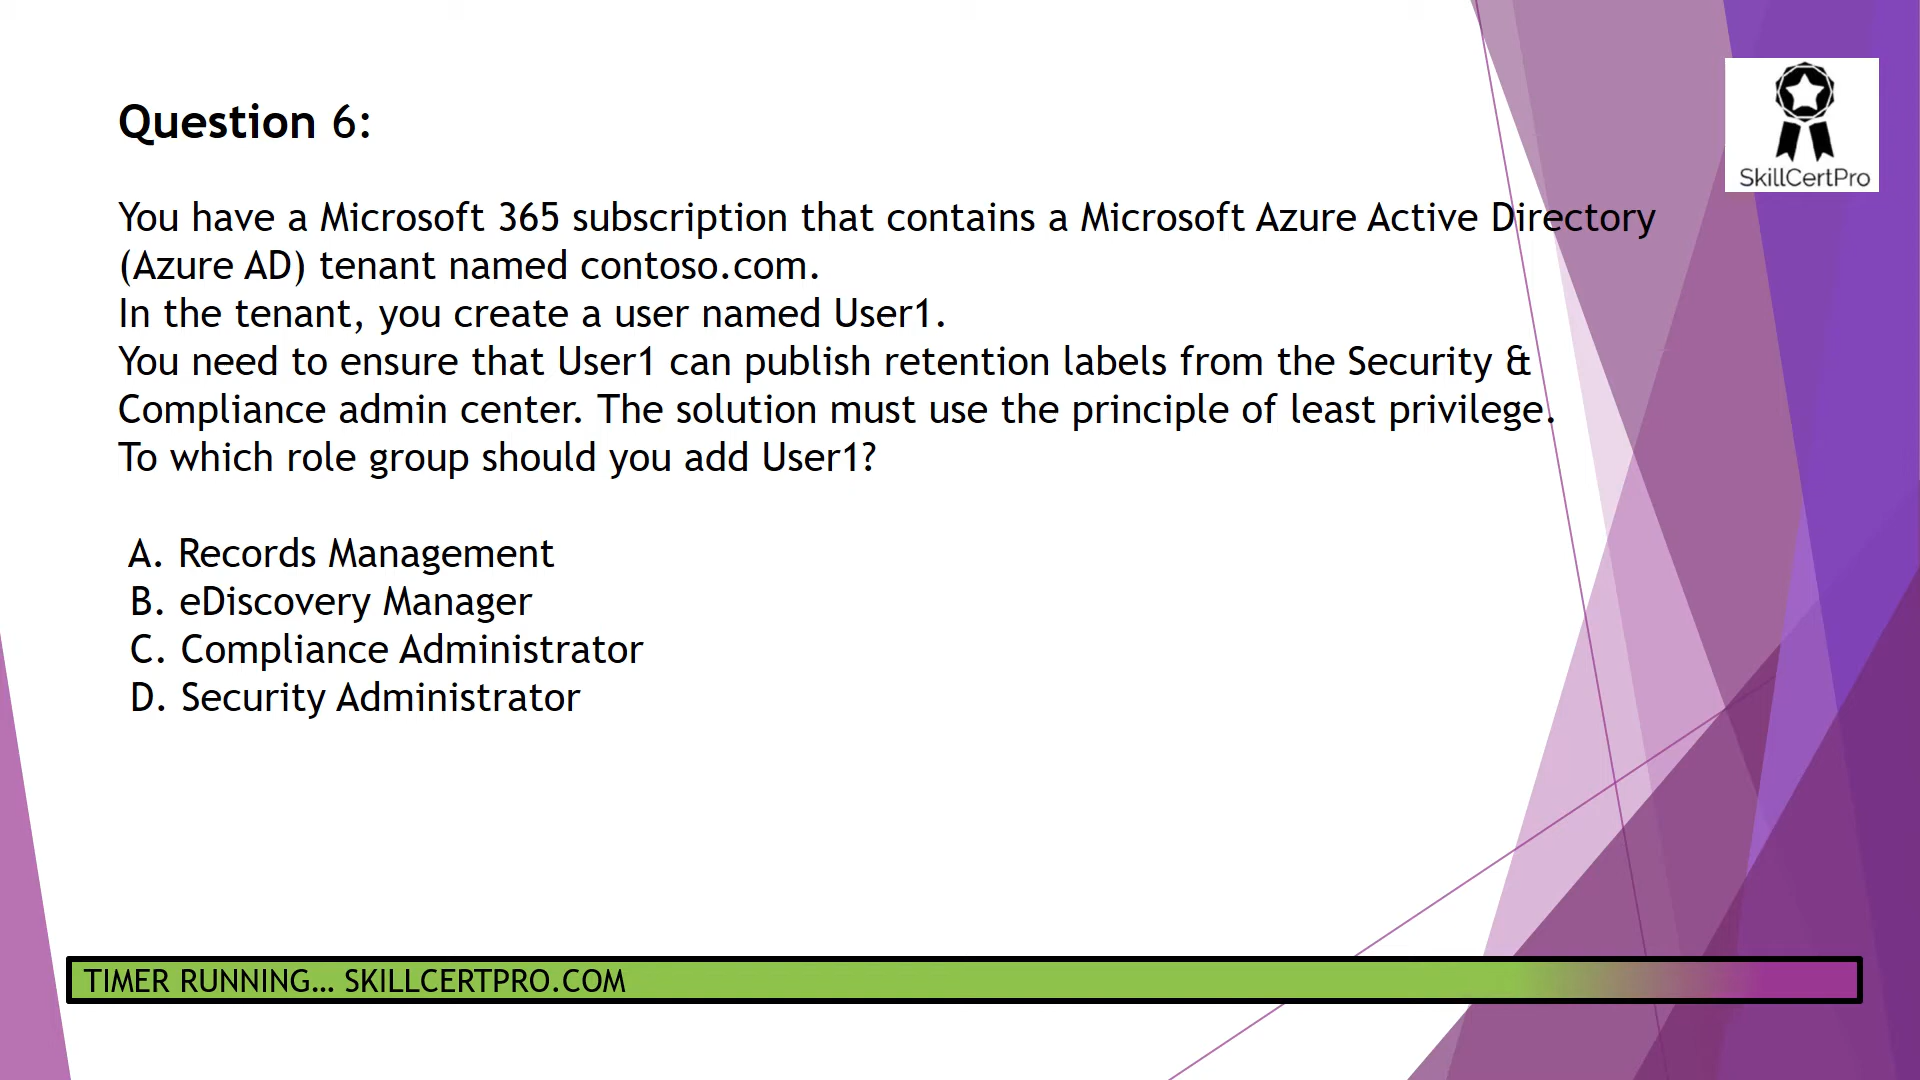 SkillCertPro
Question 6:
You have a Microsoft 365 subscription that contains a Microsoft Azure Active Directory
(Azure AD) tenant named contoso.com.
In the tenant, you create a user named User1.
You need to ensure that User1 can publish retention labels from the Security &
Compliance admin center. The solution must use the principle of least privilege.
To which role group should you add User1?
A. Records Management
B. eDiscovery Manager
C. Compliance Administrator
D. Security Administrator
TIMER RUNNING... SKILLCERTPRO.COM